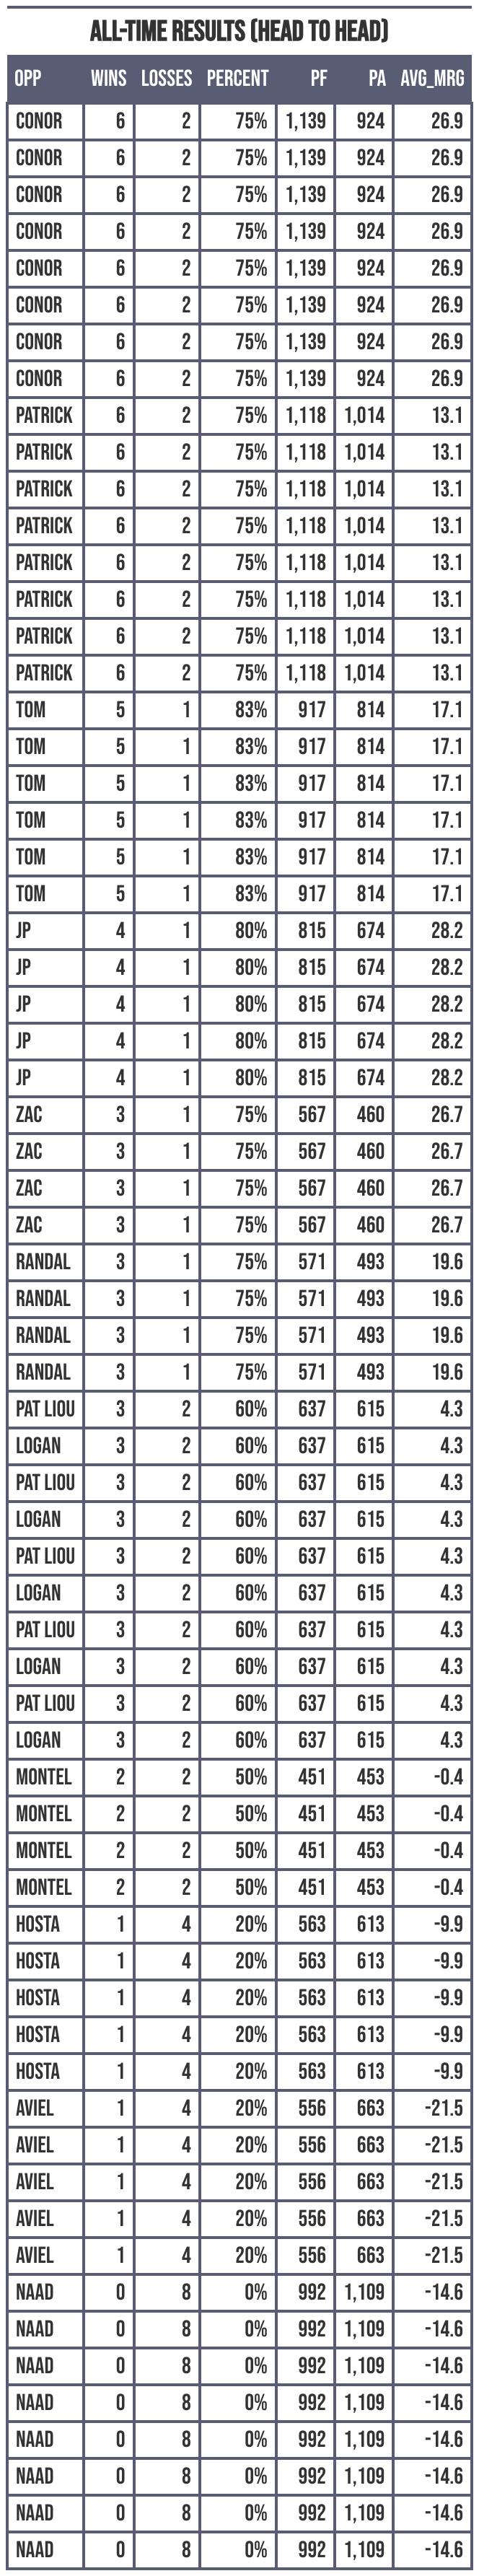 ALL-TIME RESULTS (HEAD TO HEAD)
OPP WINS LOSSES PERCENT PF PA AVG_MRG
CONOR 6 2 75% 1,139 924 26.9
CONOR 6 2 75% 1,139 924 26.9
CONOR 6 2 75% 1,139 924 26.9
CONOR 6 2 75% 1,139 924 26.9
CONOR 6 2 75% 1,139 924 26.9
CONOR 6 2 75% 1,139 924 26.9
CONOR 6 2 75% 1,139 924 26.9
CONOR 6 2 75% 1,139 924 26.9
PATRICK 6 2 75% 1,118 1,014 13.1
PATRICK 6 2 75% 1,118 1,014 13.1
PATRICK 6 2 75% 1,118 1,014 13.1
PATRICK 6 2 75% 1,118 1,014 13.1
PATRICK 6 2 75% 1,118 1,014 13.1
PATRICK 6 2 75% 1,118 1,014 13.1
PATRICK 6 2 75% 1,118 1,014 13.1
PATRICK 6 2 75% 1,118 1,014 13.1
TOM 5 1 83% 917 814 17.1
TOM 5 1 83% 917 814 17.1
TOM 5 1 83% 917 814 17.1
TOM 5 1 83% 917 814 17.1
TOM 5 1 83% 917 814 17.1
TOM 5 1 83% 917 814 17.1
JP 4 1 80% 815 674 28.2
JP 4 1 80% 815 674 28.2
JP 4 1 80% 815 674 28.2
JP 4 1 80% 815 674 28.2
JP 4 1 80% 815 674 28.2
ZAC 3 1 75% 567 460 26.7
ZAC 3 1 75% 567 460 26.7
ZAC 3 1 75% 567 460 26.7
ZAC 3 1 75% 567 460 26.7
RANDAL 3 1 75% 571 493 19.6
RANDAL 3 1 75% 571 493 19.6
RANDAL 3 1 75% 571 493 19.6
RANDAL 3 1 75% 571 493 19.6
PAT LIOU 3 2 60% 637 615 4.3
LOGAN 3 2 60% 637 615 4.3
PAT LIOU 3 2 60% 637 615 4.3
LOGAN 3 2 60% 637 615 4.3
PAT LIOU 3 2 60% 637 615 4.3
LOGAN 3 2 60% 637 615 4.3
PAT LIOU 3 2 60% 637 615 4.3
LOGAN 3 2 60% 637 615 4.3
PAT LIOU 3 2 60% 637 615 4.3
LOGAN 3 2 60% 637 615 4.3
MONTEL 2 2 50% 451 453 -0.4
MONTEL 2 2 50% 451 453 -0.4
MONTEL 2 2 50% 451 453 -0.4
MONTEL 2 2 50% 451 453 -0.4
HOSTA 1 4 20% 563 613 -9.9
HOSTA 1 4 20% 563 613 -9.9
HOSTA 1 4 20% 563 613 -9.9
HOSTA 1 4 20% 563 613 -9.9
HOSTA 1 4 20% 563 613 -9.9
AVIEL 1 4 20% 556 663 -21.5
AVIEL 1 4 20% 556 663 -21.5
AVIEL 1 4 20% 556 663 -21.5
AVIEL 1 4 20% 556 663 -21.5
AVIEL 1 4 20% 556 663 -21.5
NAAD 0 8 0% 992 1,109 -14.6
NAAD 0 8 0% 992 1,109 -14.6
NAAD 0 8 0% 992 1,109 -14.6
NAAD 0 8 0% 992 1,109 -14.6
NAAD 0 8 0% 992 1,109 -14.6
NAAD 0 8 0% 992 1,109 -14.6
NAAD 0 8 0% 992 1,109 -14.6
NAAD 0 8 0% 992 1,109 -14.6